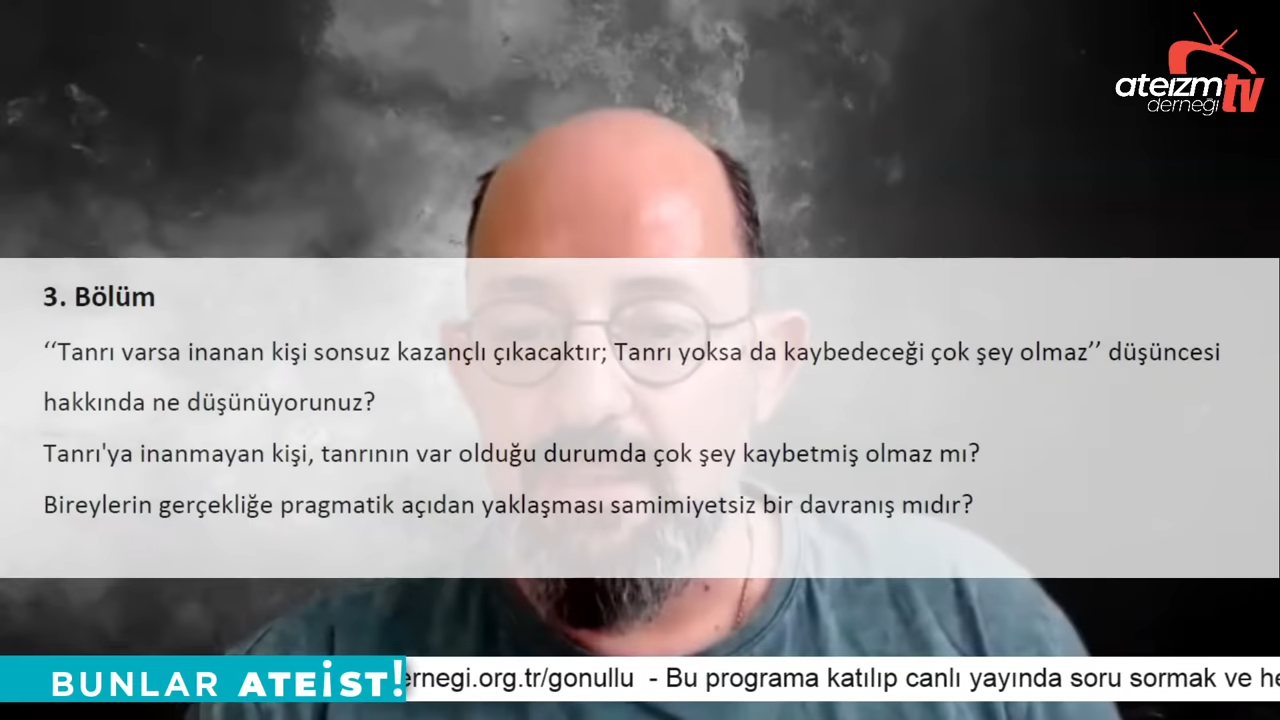 ateizm tv
derneği
3. Bölüm
‘‘Tanrı varsa inanan kişi sonsuz kazançlı çıkacaktır; Tanrı yoksa da kaybedeceği çok şey olmaz’’ düşüncesi
hakkında ne düşünüyorunuz?
Tanrı'ya inanmayan kişi, tanrının var olduğu durumda çok şey kaybetmiş olmaz mı?
Bireylerin gerçekliğe pragmatik açıdan yaklaşması samimiyetsiz bir davranış mıdır?
BUNLAR ATEİST! ernegi.org.tr/gonullu - Bu programa katılıp canlı yayında soru sormak ve he